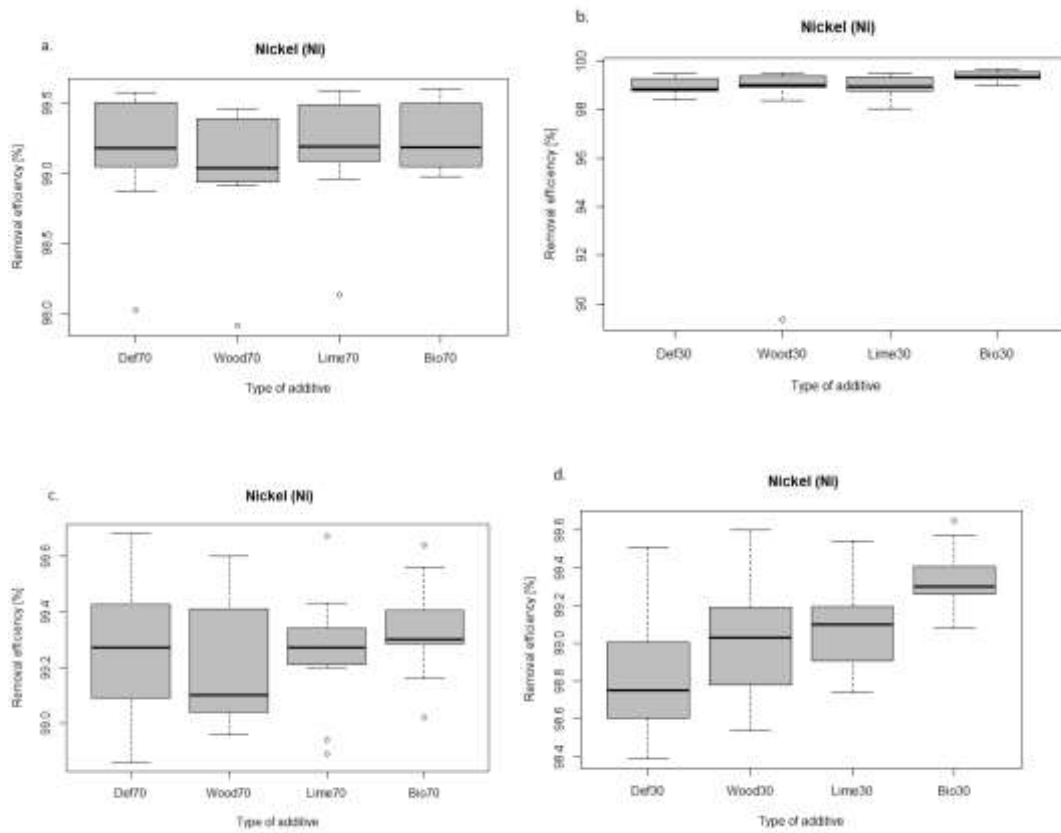 a.
Nickel (Ni)
Removal efficiency [%]
99.5
99.0
98.5
98.0
Def70 Wood70 Lime70 Bio70
Type of additive
b.
Nickel (Ni)
Removal efficiency [%]
100
98
96
94
92
90
Def30 Wood30 Lime30 Bio30
Type of additive
c.
Nickel (Ni)
Removal efficiency [%]
99.6
99.4
99.2
99.0
Def70 Wood70 Lime70 Bio70
Type of additive
d.
Nickel (Ni)
Removal efficiency [%]
99.6
99.4
99.2
99.0
98.8
98.6
98.4
Def30 Wood30 Lime30 Bio30
Type of additive